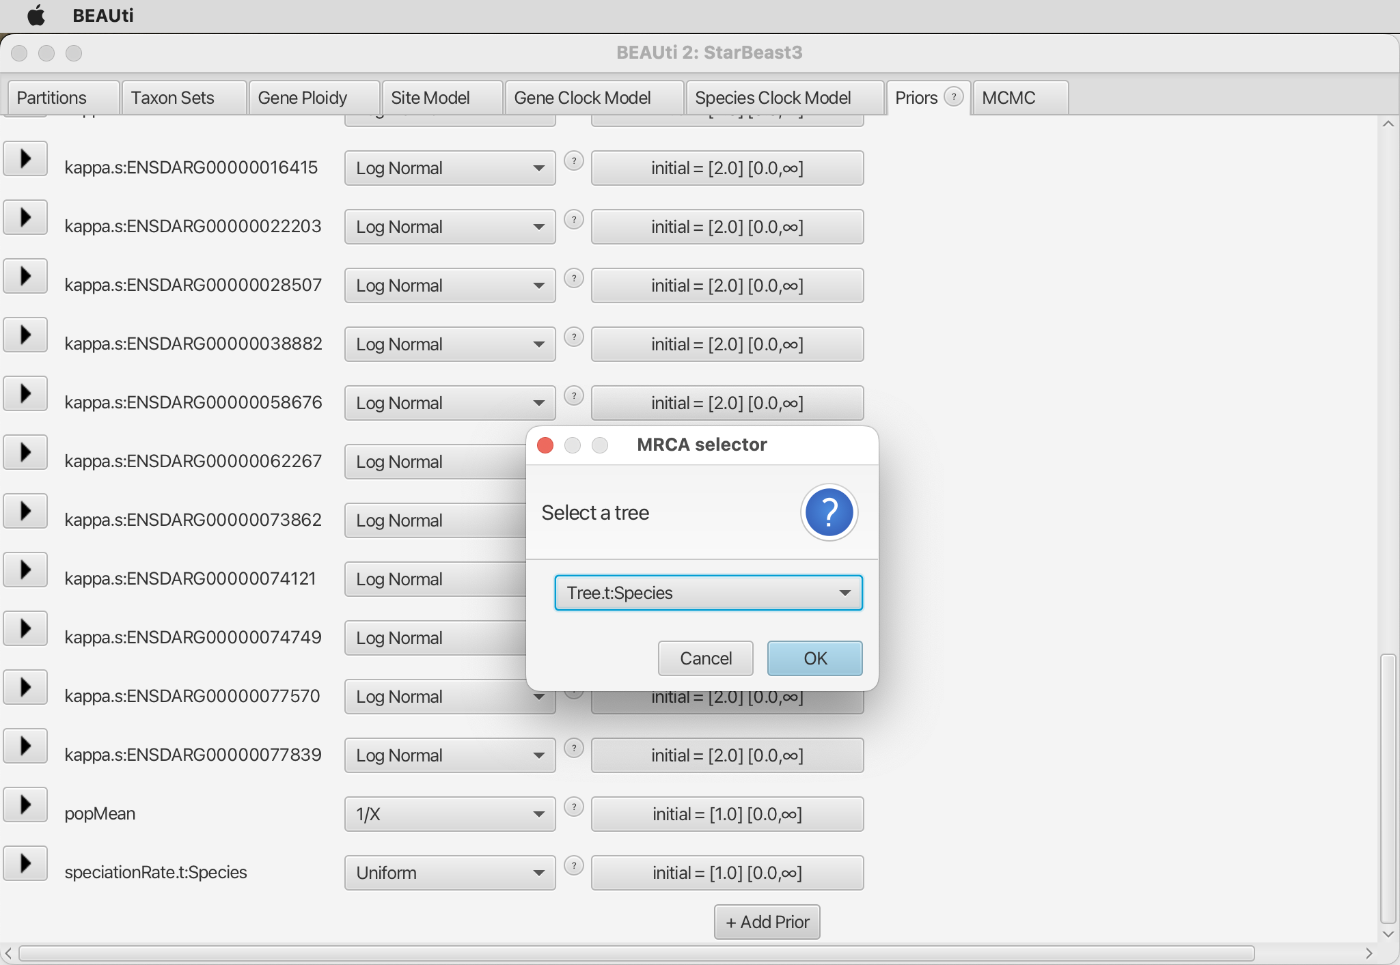 BEAUti
BEAUti 2: StarBeast3
Partitions
Taxon Sets
Gene Ploidy
Site Model
Gene Clock Model
Species Clock Model
Priors ?
MCMC
kappa.s:ENSDARG00000016415 Log Normal ? initial = [2.0] [0.0,∞]
kappa.s:ENSDARG00000022203 Log Normal ? initial = [2.0] [0.0,∞]
kappa.s:ENSDARG00000028507 Log Normal ? initial = [2.0] [0.0,∞]
kappa.s:ENSDARG00000038882 Log Normal ? initial = [2.0] [0.0,∞]
kappa.s:ENSDARG00000058676 Log Normal ? initial = [2.0] [0.0,∞]
kappa.s:ENSDARG00000062267 Log Normal
kappa.s:ENSDARG00000073862 Log Normal
kappa.s:ENSDARG00000074121 Log Normal
kappa.s:ENSDARG00000074749 Log Normal
kappa.s:ENSDARG00000077570 Log Normal initial = [2.0] [0.0,∞]
kappa.s:ENSDARG00000077839 Log Normal ? initial = [2.0] [0.0,∞]
popMean 1/X ? initial = [1.0] [0.0,∞]
speciationRate.t:Species Uniform ? initial = [1.0] [0.0,∞]
+ Add Prior
MRCA selector
Select a tree
?
Tree.t:Species
Cancel
OK